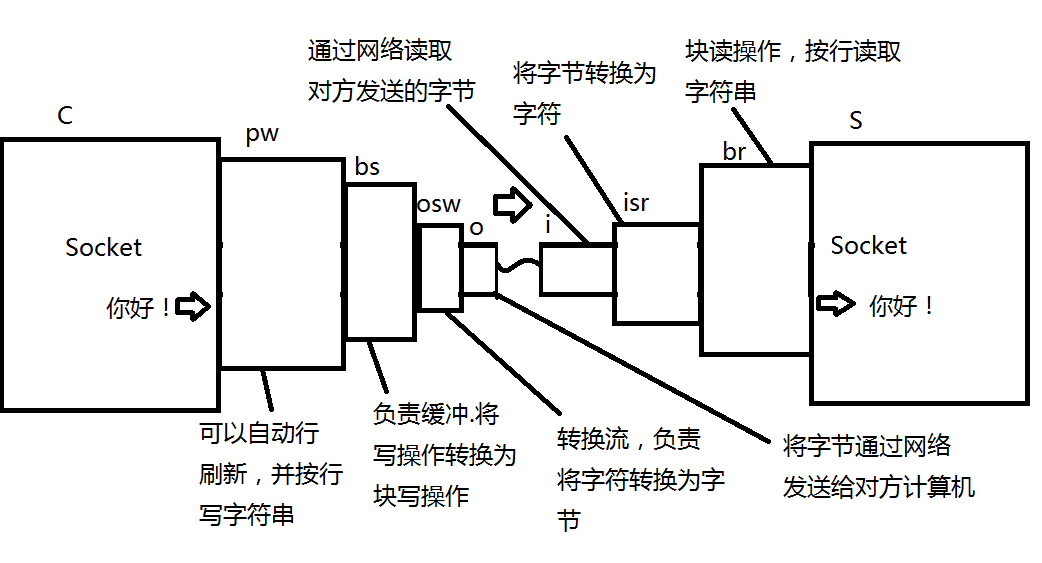 通过网络读取
对方发送的字节
将字节转换为
字符
块读操作，按行读取
字符串
C
S
pw
bs
osw
o
i
isr
br
Socket
你好！
Socket
你好！
可以自动行
刷新，并按行
写字符串
负责缓冲.将
写操作转换为
块写操作
转换流，负责
将字符转换为字
节
将字节通过网络
发送给对方计算机